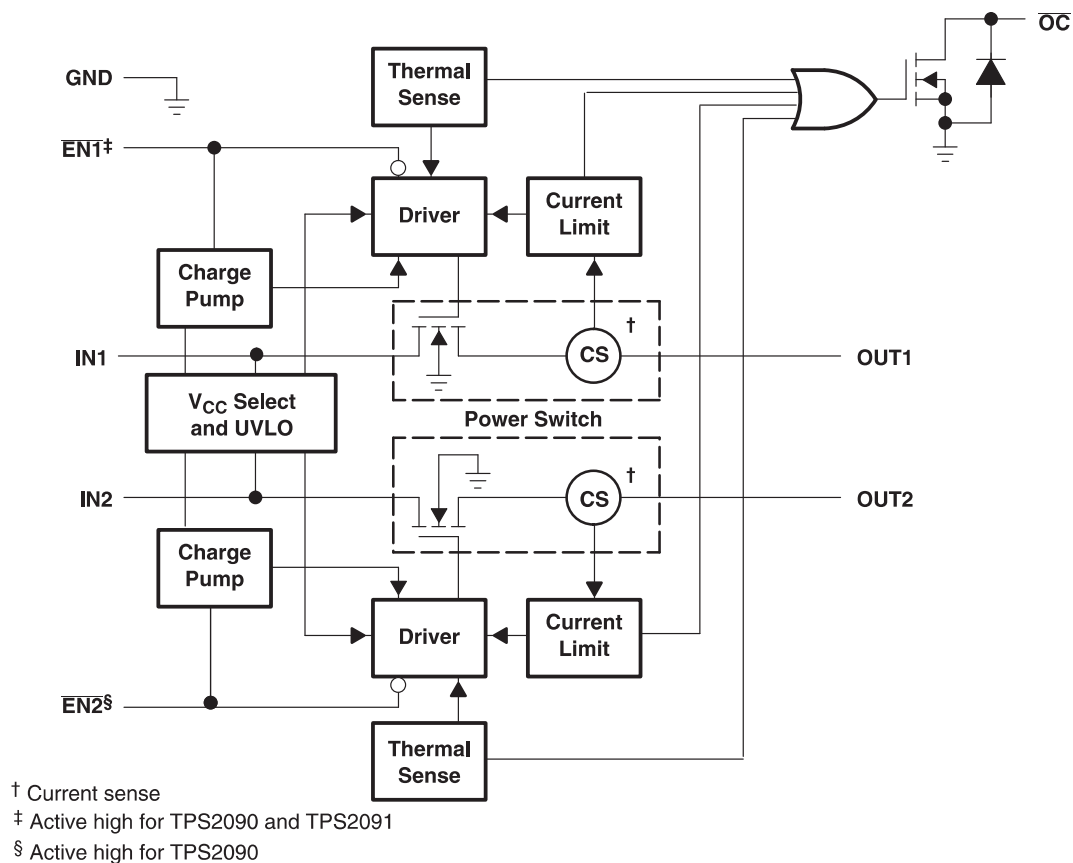 OC
Thermal
Sense
GND
EN1‡
Driver
Current
Limit
Charge
Pump
†
IN1
CS
OUT1
VCC Select
and UVLO
Power Switch
†
IN2
CS
OUT2
Charge
Pump
Driver
Current
Limit
EN2§
Thermal
Sense
† Current sense
‡ Active high for TPS2090 and TPS2091
§ Active high for TPS2090